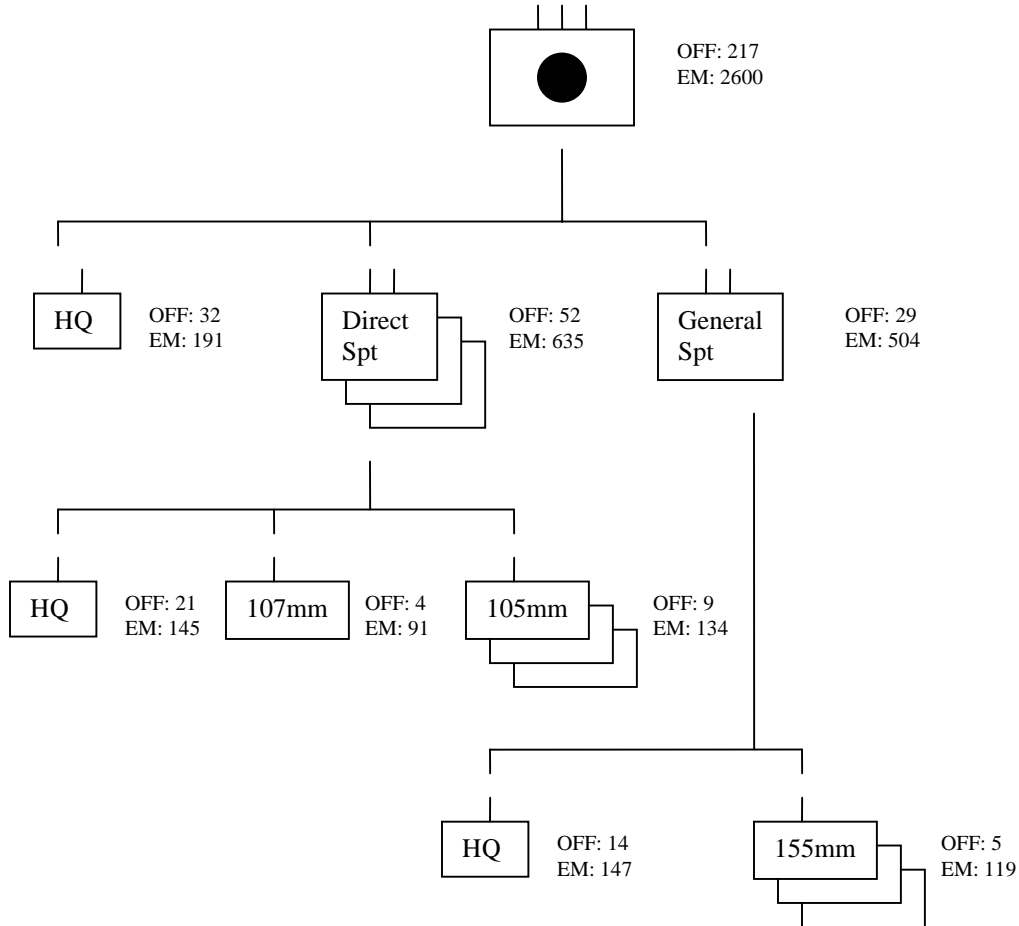 OFF: 217
EM: 2600
HQ
OFF: 32
EM: 191
Direct
Spt
OFF: 52
EM: 635
General
Spt
OFF: 29
EM: 504
HQ
OFF: 21
EM: 145
107mm
OFF: 4
EM: 91
105mm
OFF: 9
EM: 134
HQ
OFF: 14
EM: 147
155mm
OFF: 5
EM: 119